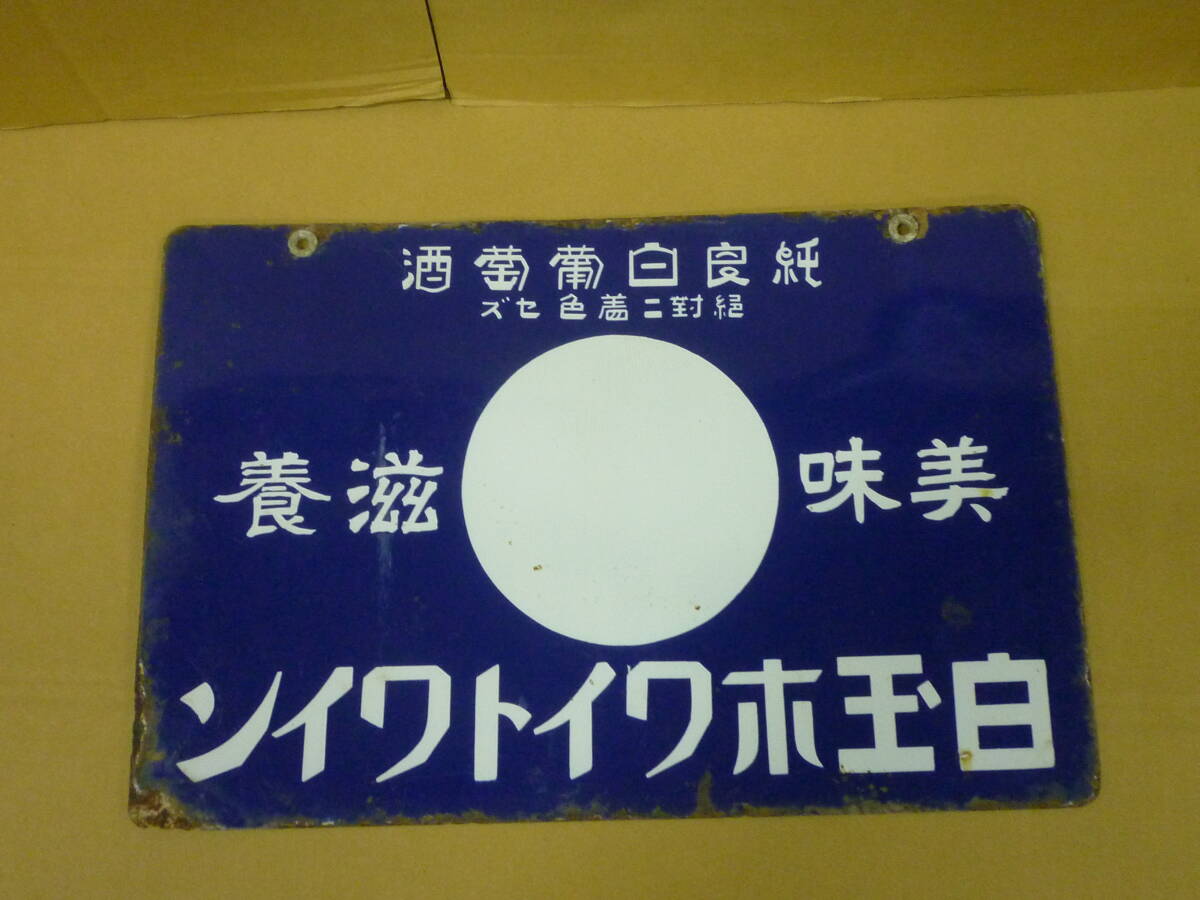 純良白葡萄酒
絕對ニ着色セズ
美味
滋養
白玉ホワイトワイン